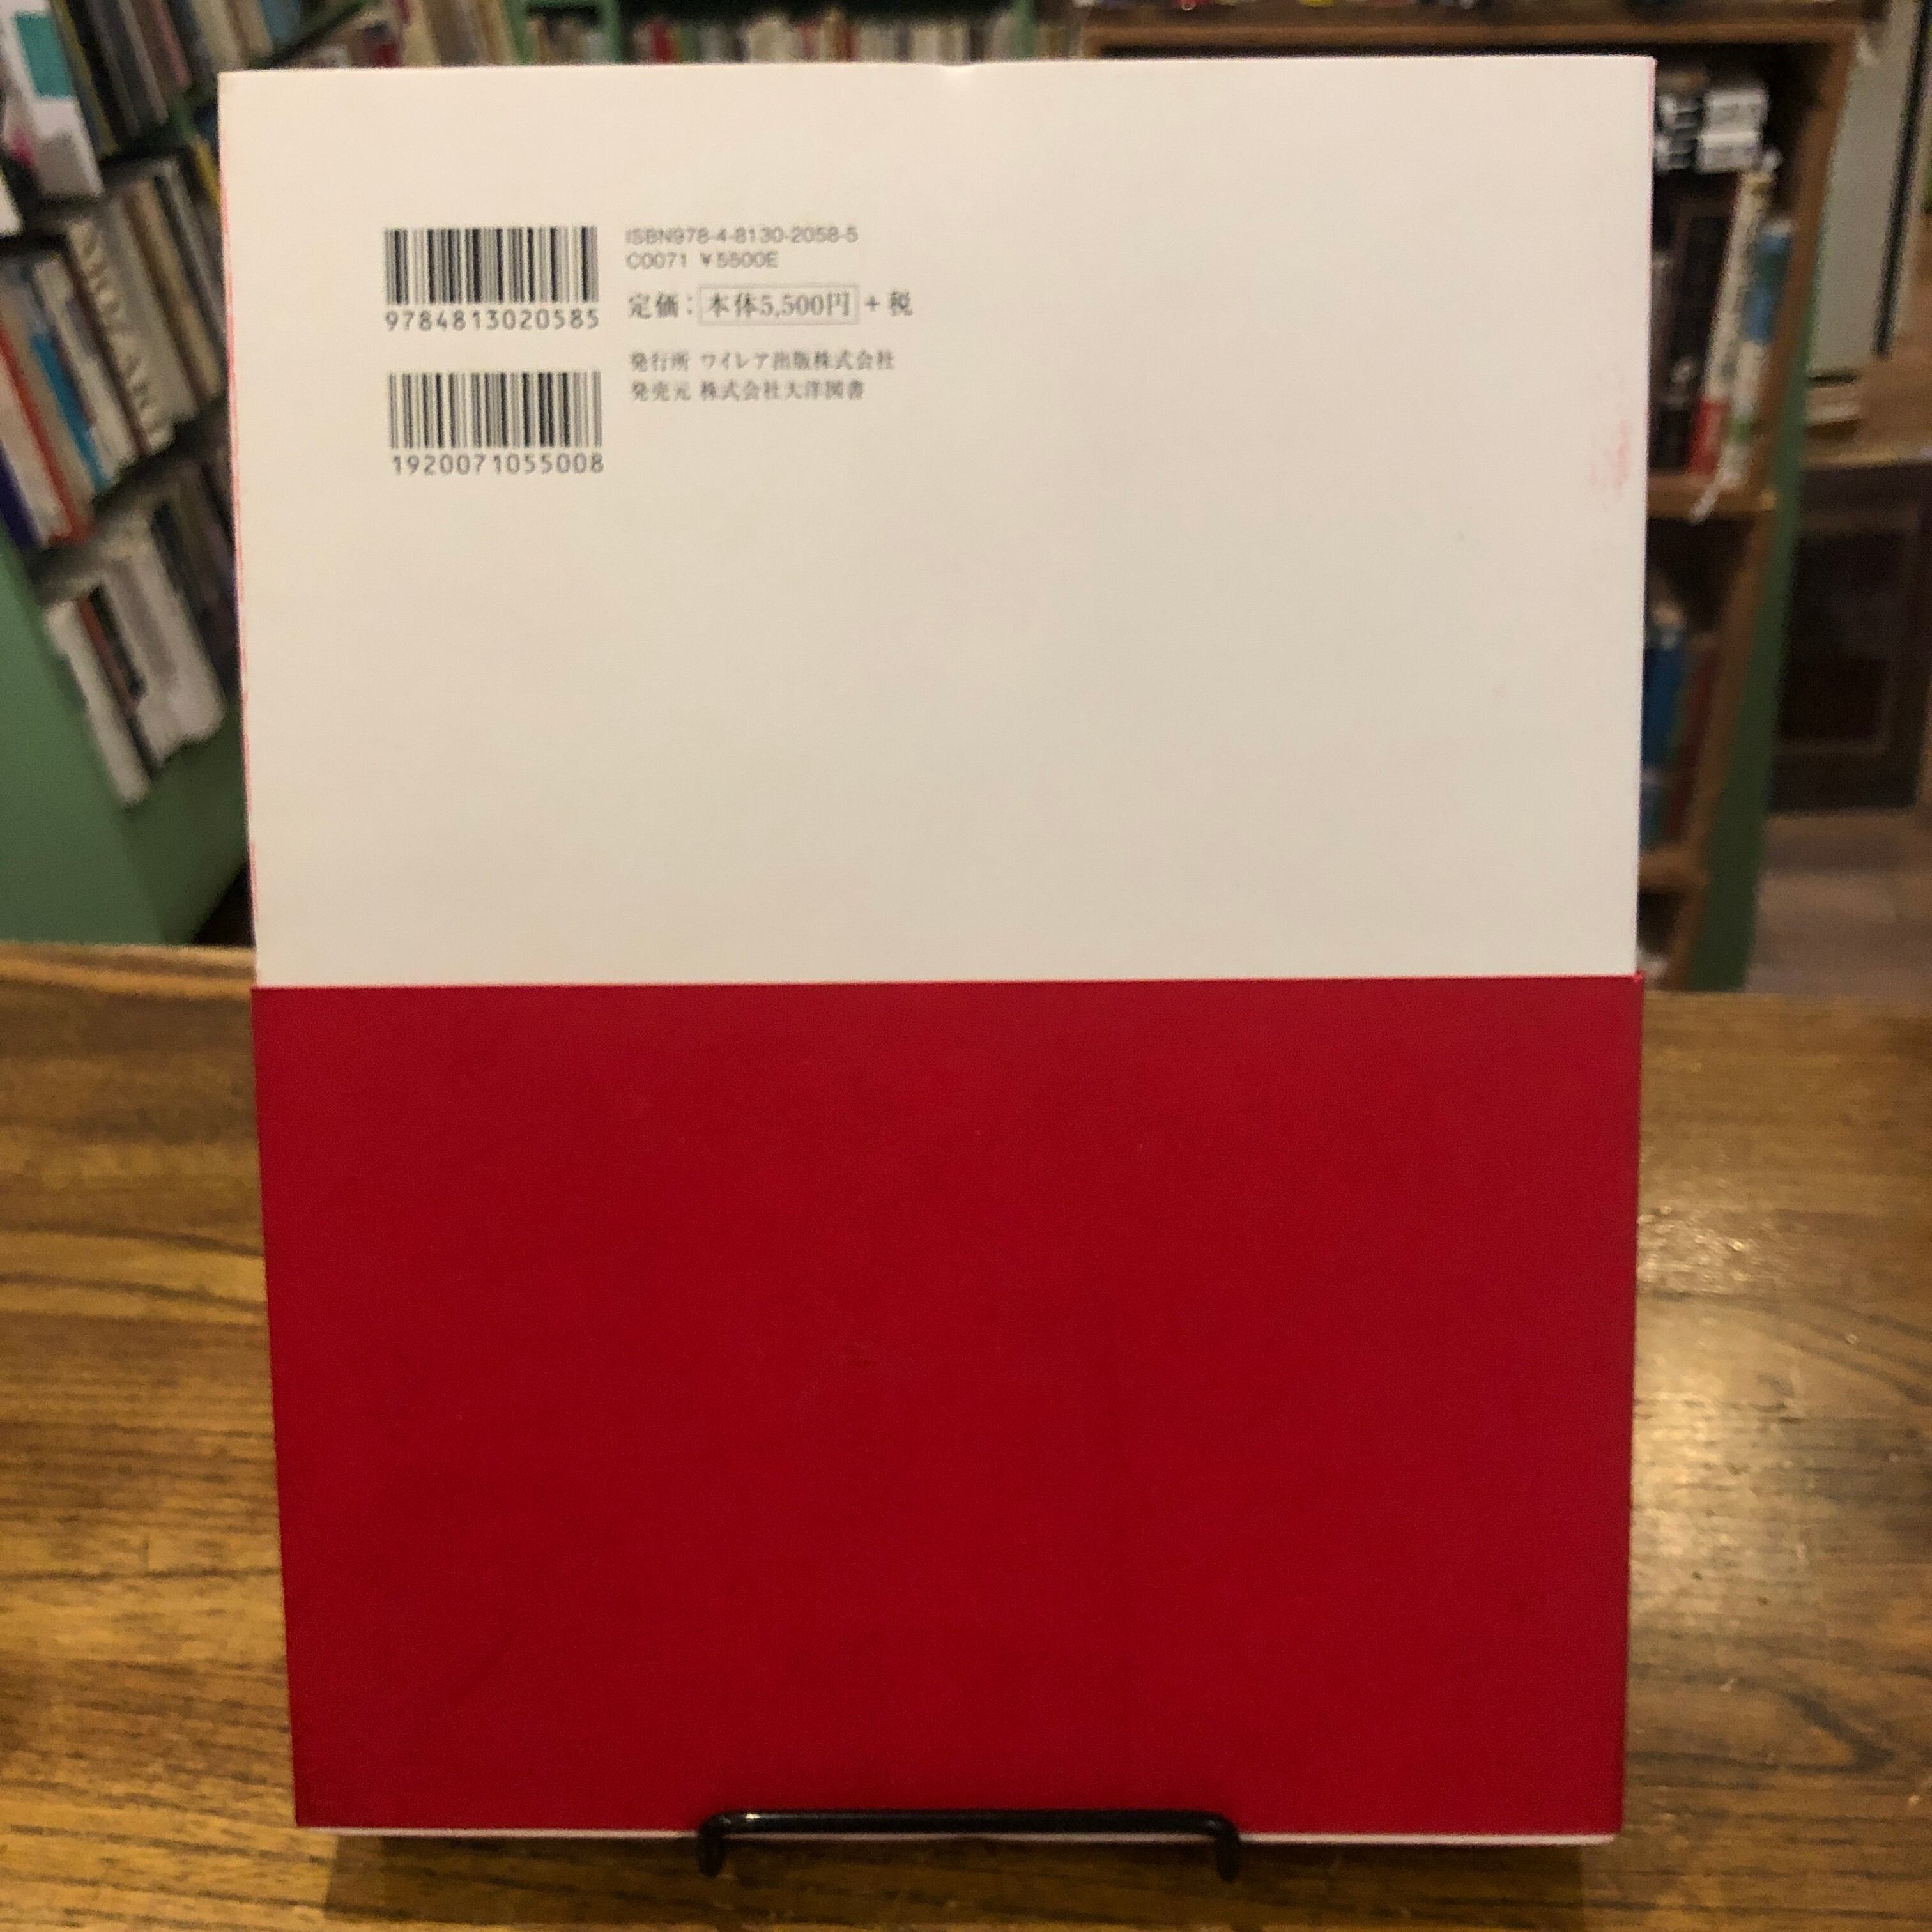 ISBN978-4-8130-2058-5
C0071 ￥5500E
9784813020585
定価：本体5,500円+税
発行所 ワイレア出版株式会社
発売元 株式会社大洋図書
1920071055008